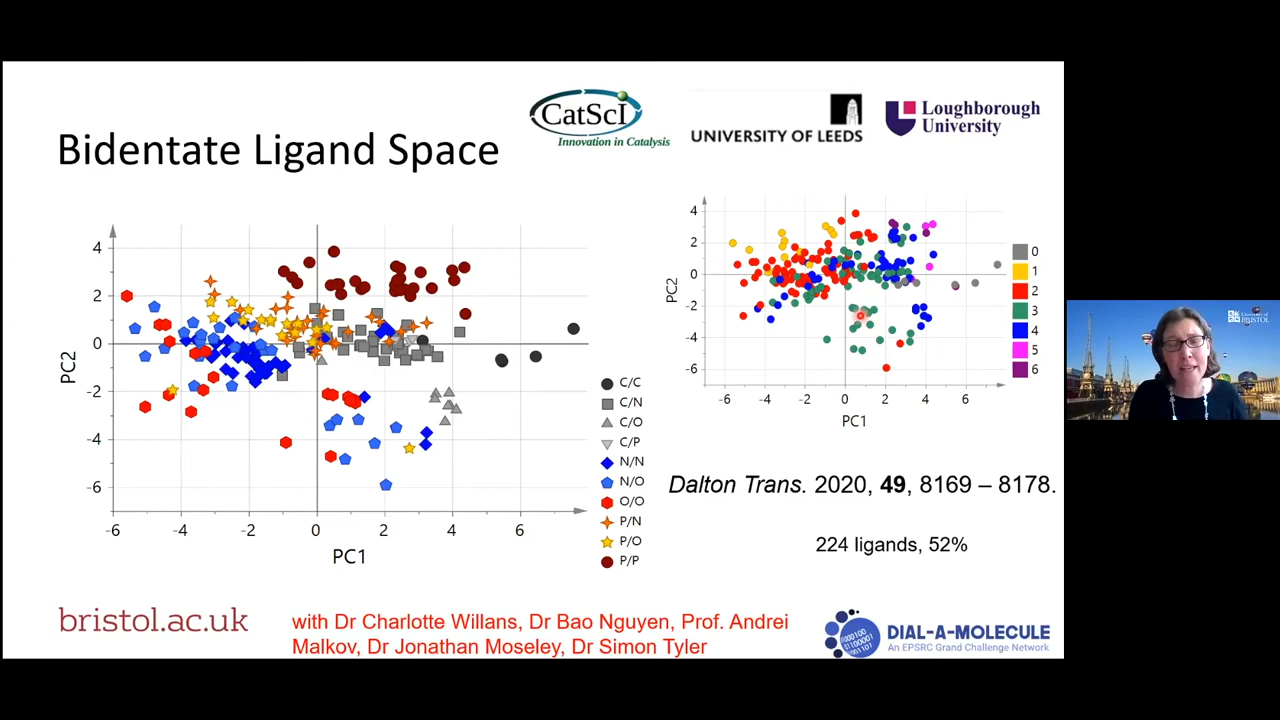 CatScI
Innovation in Catalysis
UNIVERSITY OF LEEDS
Loughborough
University
Bidentate Ligand Space
4
2
0
-2
-4
-6
PC2
-6
-4
-2
0
2
4
6
PC1
C/C
C/N
C/O
C/P
N/N
N/O
O/O
P/N
P/O
P/P
4
2
0
-2
-4
-6
PC2
-6
-4
-2
0
2
4
6
PC1
0
1
2
3
4
5
6
Dalton Trans. 2020, 49, 8169 – 8178.
224 ligands, 52%
bristol.ac.uk
with Dr Charlotte Willans, Dr Bao Nguyen, Prof. Andrei
Malkov, Dr Jonathan Moseley, Dr Simon Tyler
DIAL-A-MOLECULE
An EPSRC Grand Challenge Network
University of
BRISTOL